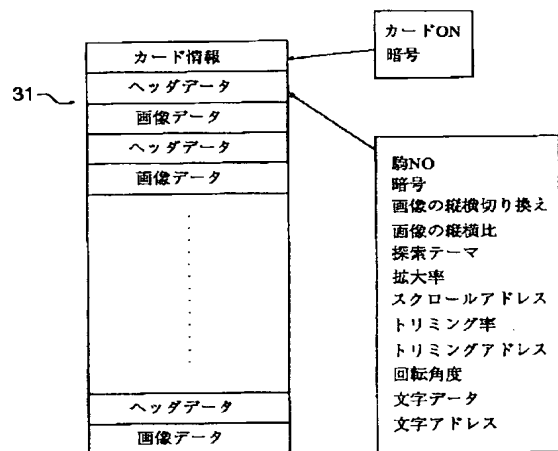 カードON
暗号
31
カード情報
ヘッダデータ
画像データ
ヘッダデータ
画像データ
ヘッダデータ
画像データ
駒NO
暗号
画像の縦横切り換え
画像の縦横比
探索テーマ
拡大率
スクロールアドレス
トリミング率
トリミングアドレス
回転角度
文字データ
文字アドレス